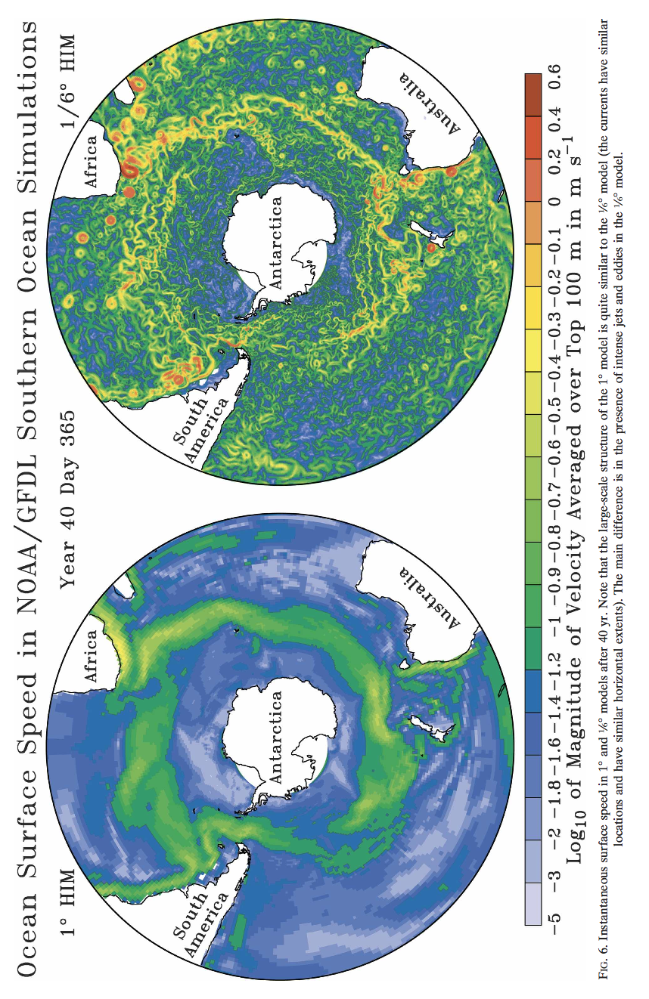 Ocean Surface Speed in NOAA/GFDL Southern Ocean Simulations
1° HIM
Year 40 Day 365
1/6° HIM
Africa
South
America
Antarctica
Australia
Africa
South
America
Antarctica
Australia
−5 −3 −2 −1.8 −1.6 −1.4 −1.2 −1 −0.9 −0.8 −0.7 −0.6 −0.5 −0.4 −0.3 −0.2 −0.1 0 0.2 0.4 0.6
Log10 of Magnitude of Velocity Averaged over Top 100 m in m s−1
FIG. 6. Instantaneous surface speed in 1° and ⅙° models after 40 yr. Note that the large-scale structure of the 1° model is quite similar to the ⅙° model (the currents have similar
locations and have similar horizontal extents). The main difference is in the presence of intense jets and eddies in the ⅙° model.